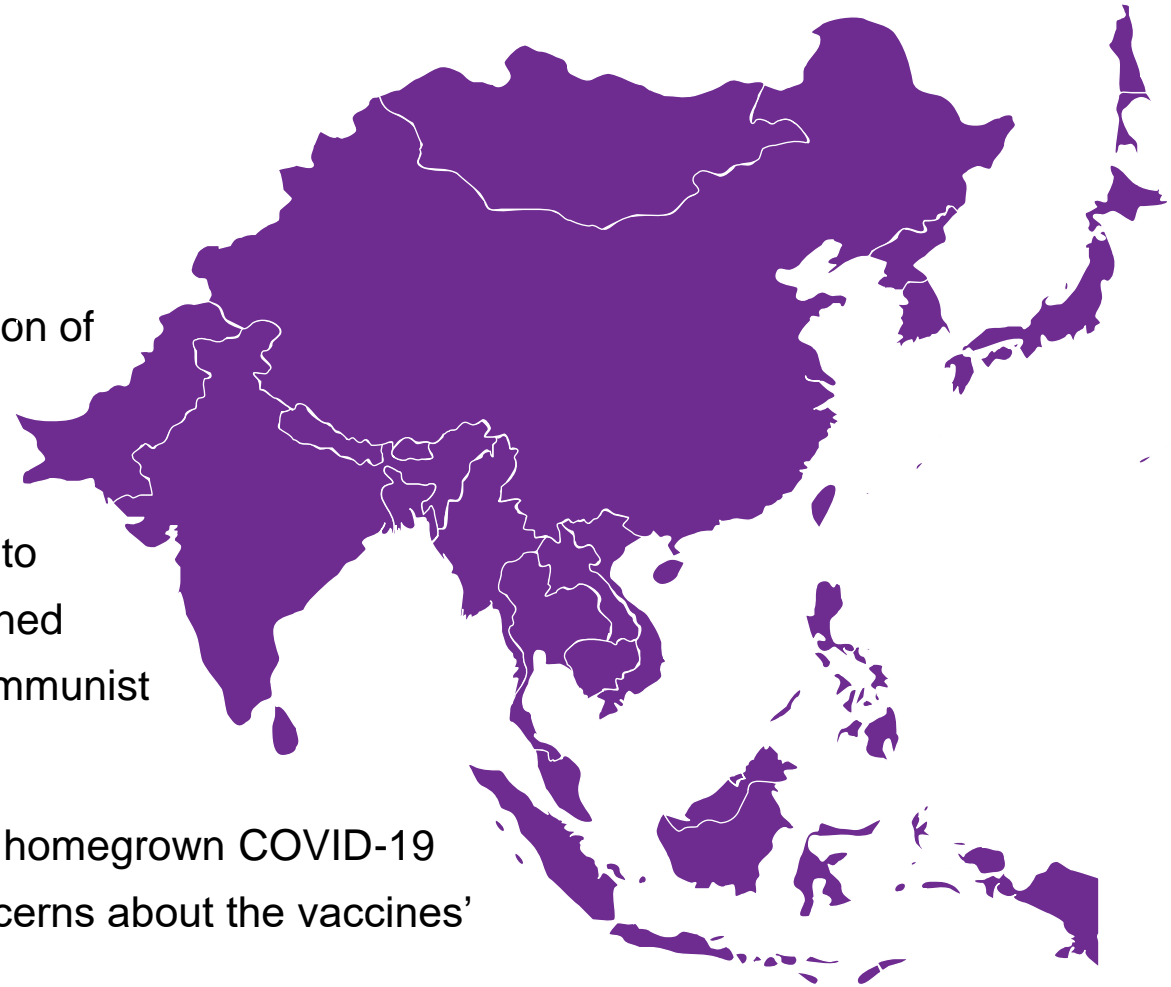 on of
to
ned
mmunist
homegrown COVID-19
cerns about the vaccines’